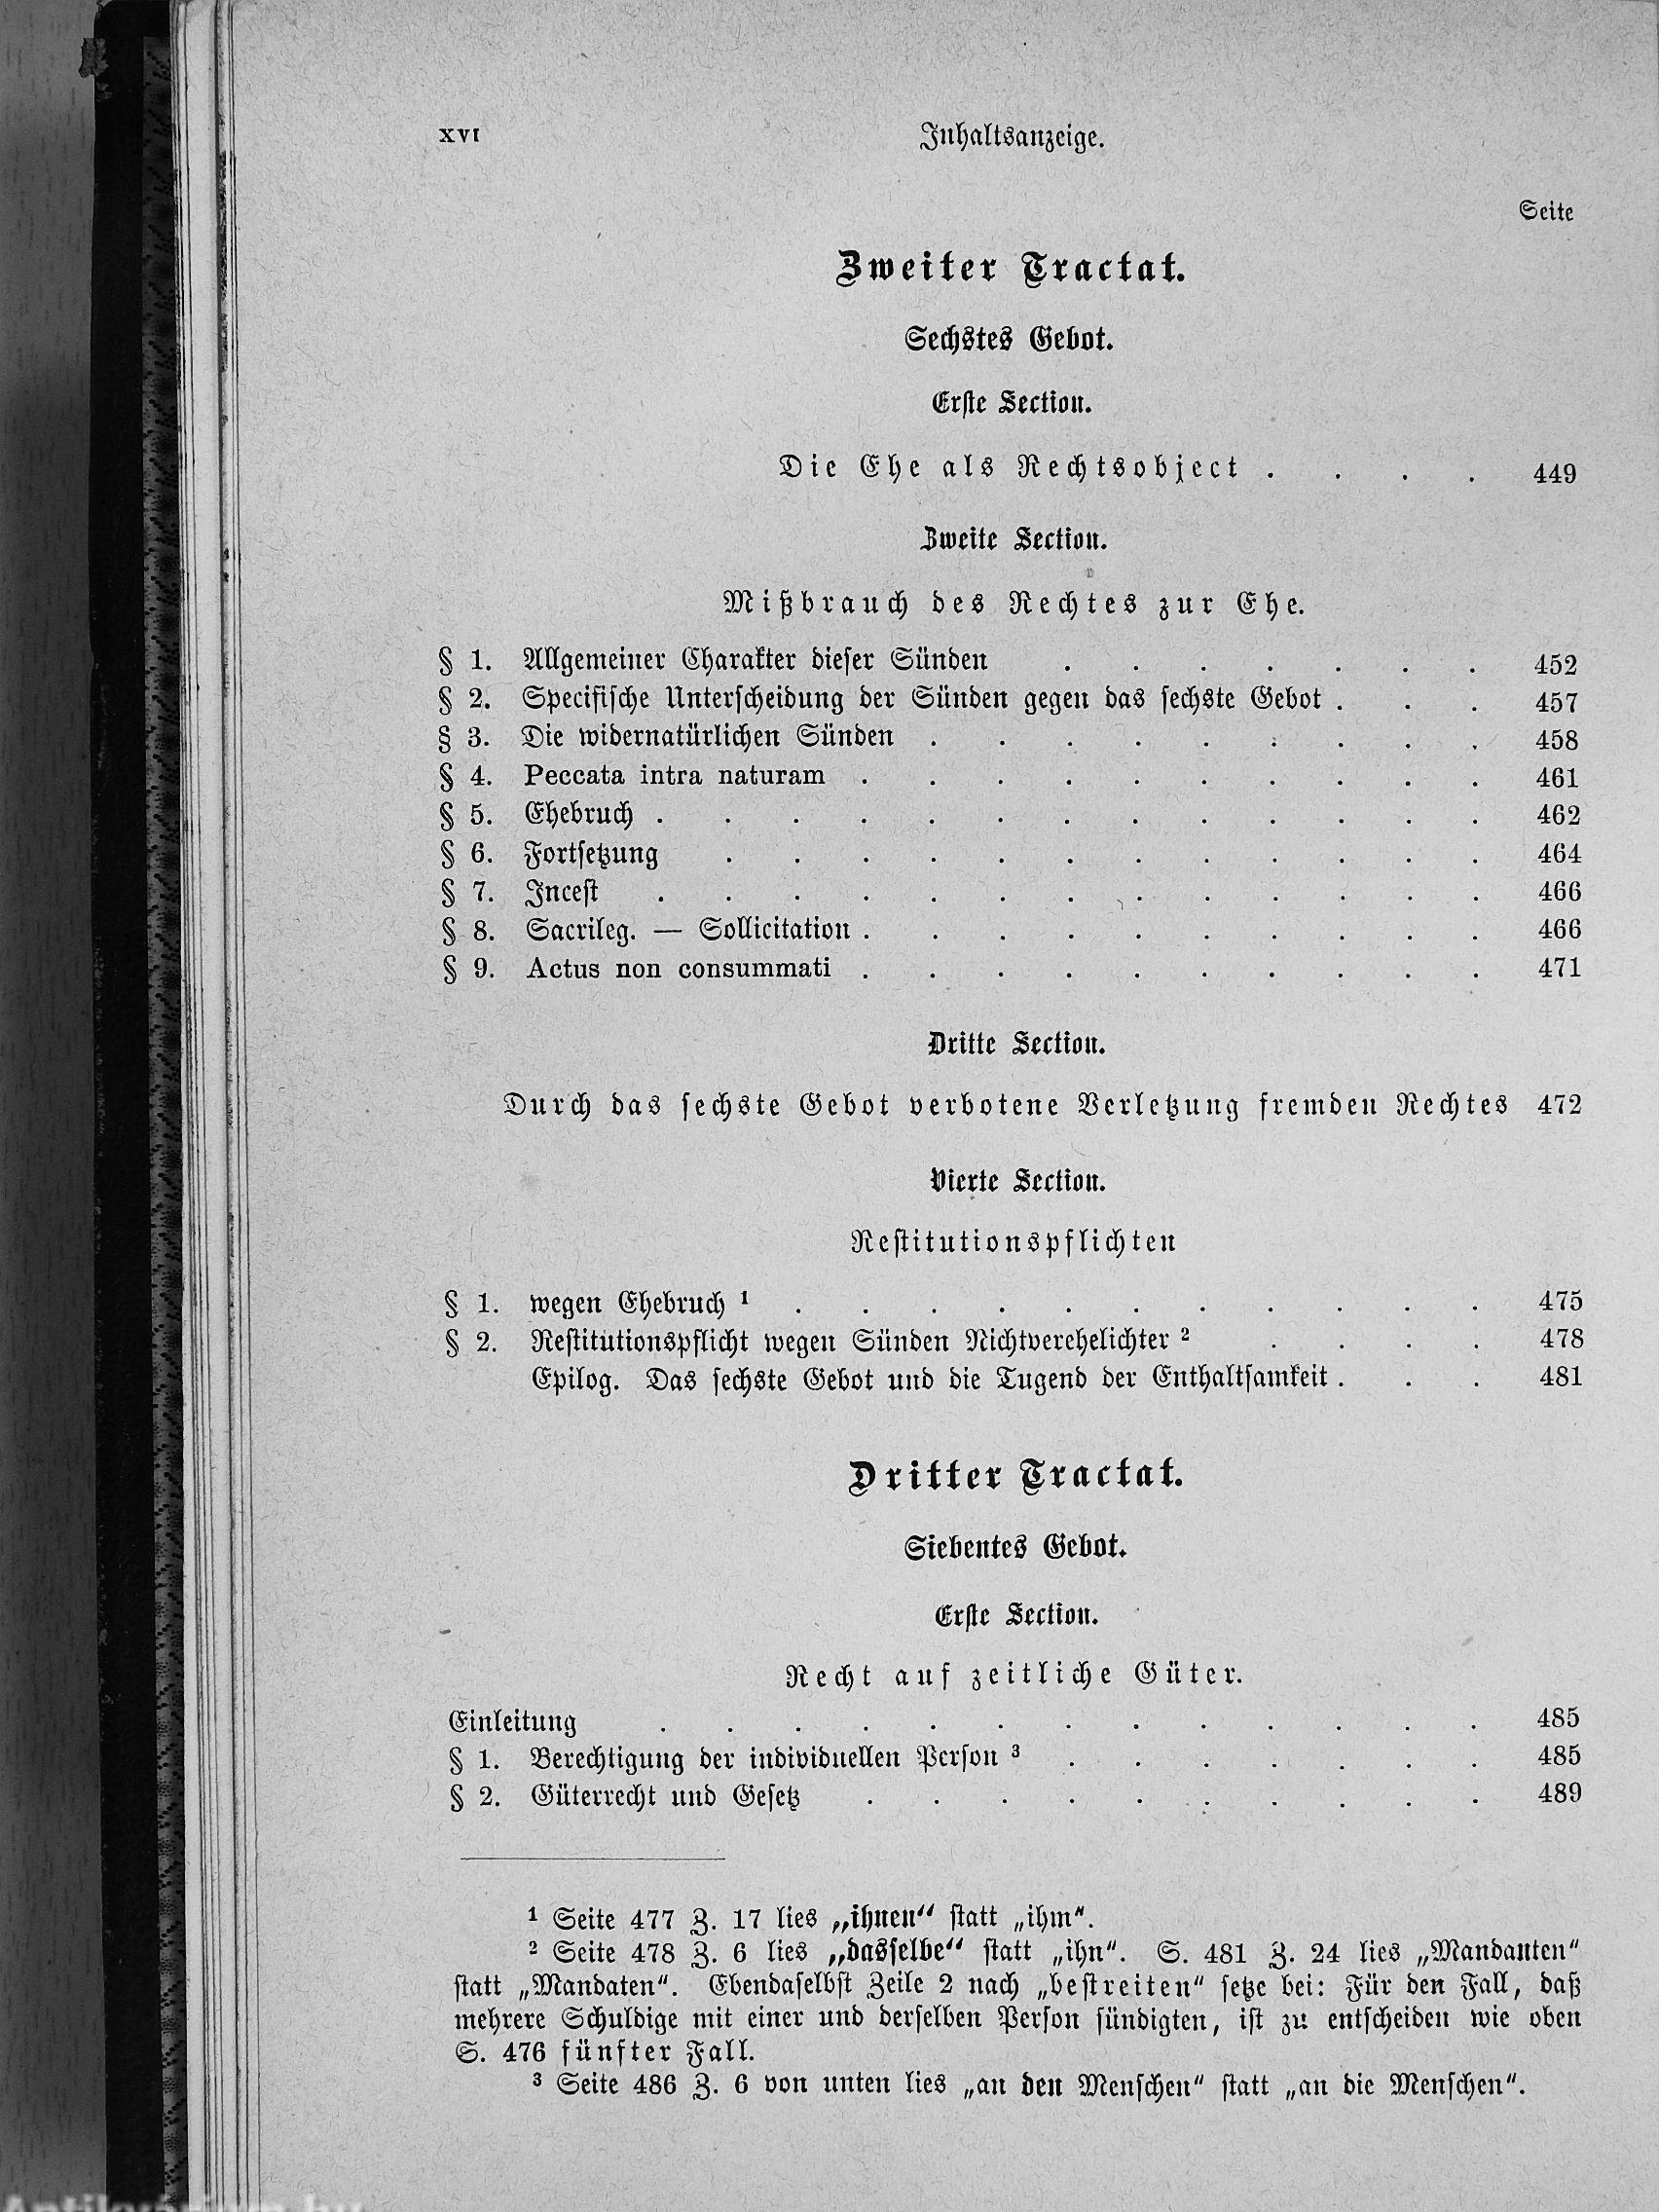 XVI Inhaltsanzeige.
Seite
Zweiter Tractat.
Sechstes Gebot.
Erste Section.
Die Ehe als Rechtsobject . . . . 449
Zweite Section.
Mißbrauch des Rechtes zur Ehe.
§ 1. Allgemeiner Charakter dieser Sünden . . . . . . . 452
§ 2. Specifische Unterscheidung der Sünden gegen das sechste Gebot . . . 457
§ 3. Die widernatürlichen Sünden . . . . . . . . . 458
§ 4. Peccata intra naturam . . . . . . . . . . 461
§ 5. Ehebruch . . . . . . . . . . . . . 462
§ 6. Fortsetzung . . . . . . . . . . . . 464
§ 7. Incest . . . . . . . . . . . . . 466
§ 8. Sacrileg. — Sollicitation . . . . . . . . . . 466
§ 9. Actus non consummati . . . . . . . . . . 471
Dritte Section.
Durch das sechste Gebot verbotene Verletzung fremden Rechtes 472
Vierte Section.
Restitutionspflichten
§ 1. wegen Ehebruch ¹ . . . . . . . . . . . 475
§ 2. Restitutionspflicht wegen Sünden Nichtverehelichter ² . . . . 478
Epilog. Das sechste Gebot und die Tugend der Enthaltsamkeit . . . 481
Dritter Tractat.
Siebentes Gebot.
Erste Section.
Recht auf zeitliche Güter.
Einleitung . . . . . . . . . . . . . 485
§ 1. Berechtigung der individuellen Person ³ . . . . . . . 485
§ 2. Güterrecht und Gesetz . . . . . . . . . . 489
¹ Seite 477 Z. 17 lies „ihnen“ statt „ihm“.
² Seite 478 Z. 6 lies „dasselbe“ statt „ihn“. S. 481 Z. 24 lies „Mandanten“
statt „Mandaten“. Ebendaselbst Zeile 2 nach „bestreiten“ setze bei: Für den Fall, daß
mehrere Schuldige mit einer und derselben Person sündigten, ist zu entscheiden wie oben
S. 476 fünfter Fall.
³ Seite 486 Z. 6 von unten lies „an den Menschen“ statt „an die Menschen“.